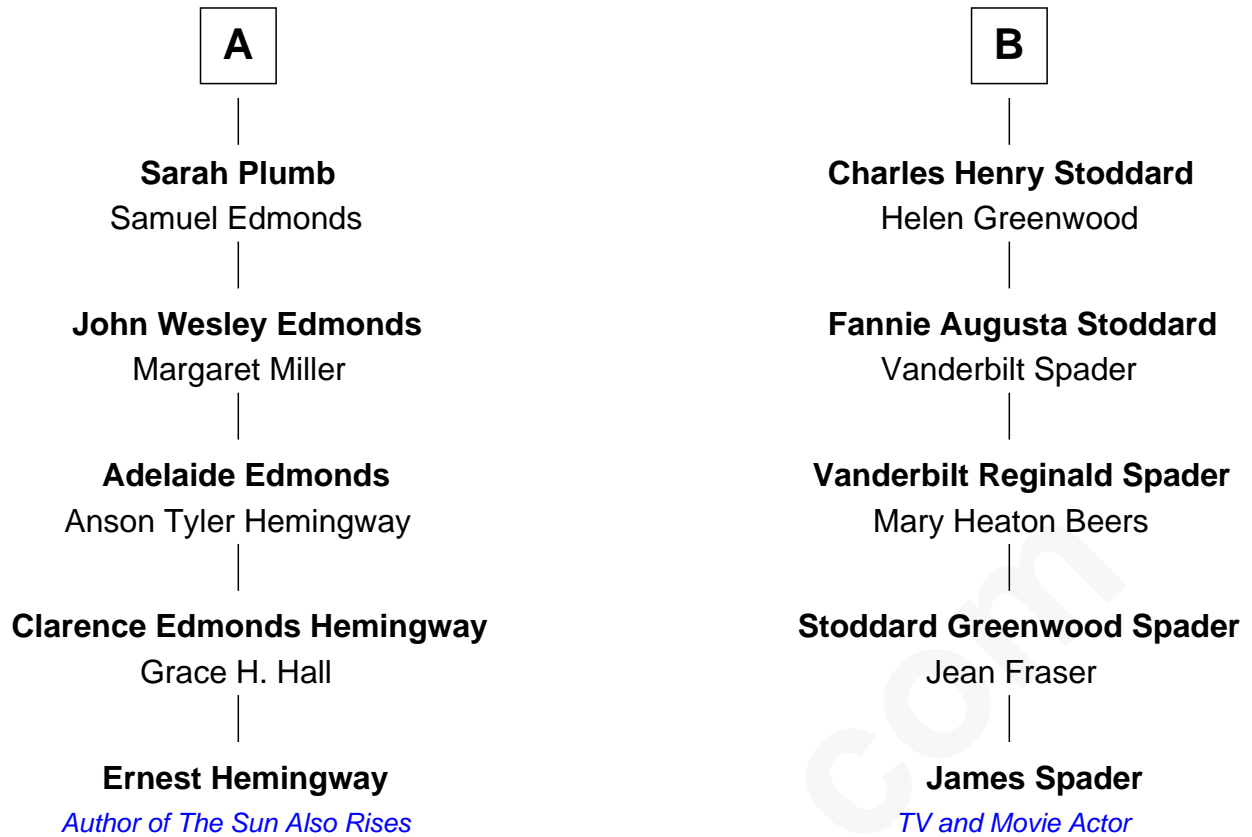 A
Sarah Plumb
Samuel Edmonds
John Wesley Edmonds
Margaret Miller
Adelaide Edmonds
Anson Tyler Hemingway
Clarence Edmonds Hemingway
Grace H. Hall
Ernest Hemingway
Author of The Sun Also Rises
B
Charles Henry Stoddard
Helen Greenwood
Fannie Augusta Stoddard
Vanderbilt Spader
Vanderbilt Reginald Spader
Mary Heaton Beers
Stoddard Greenwood Spader
Jean Fraser
James Spader
TV and Movie Actor
com